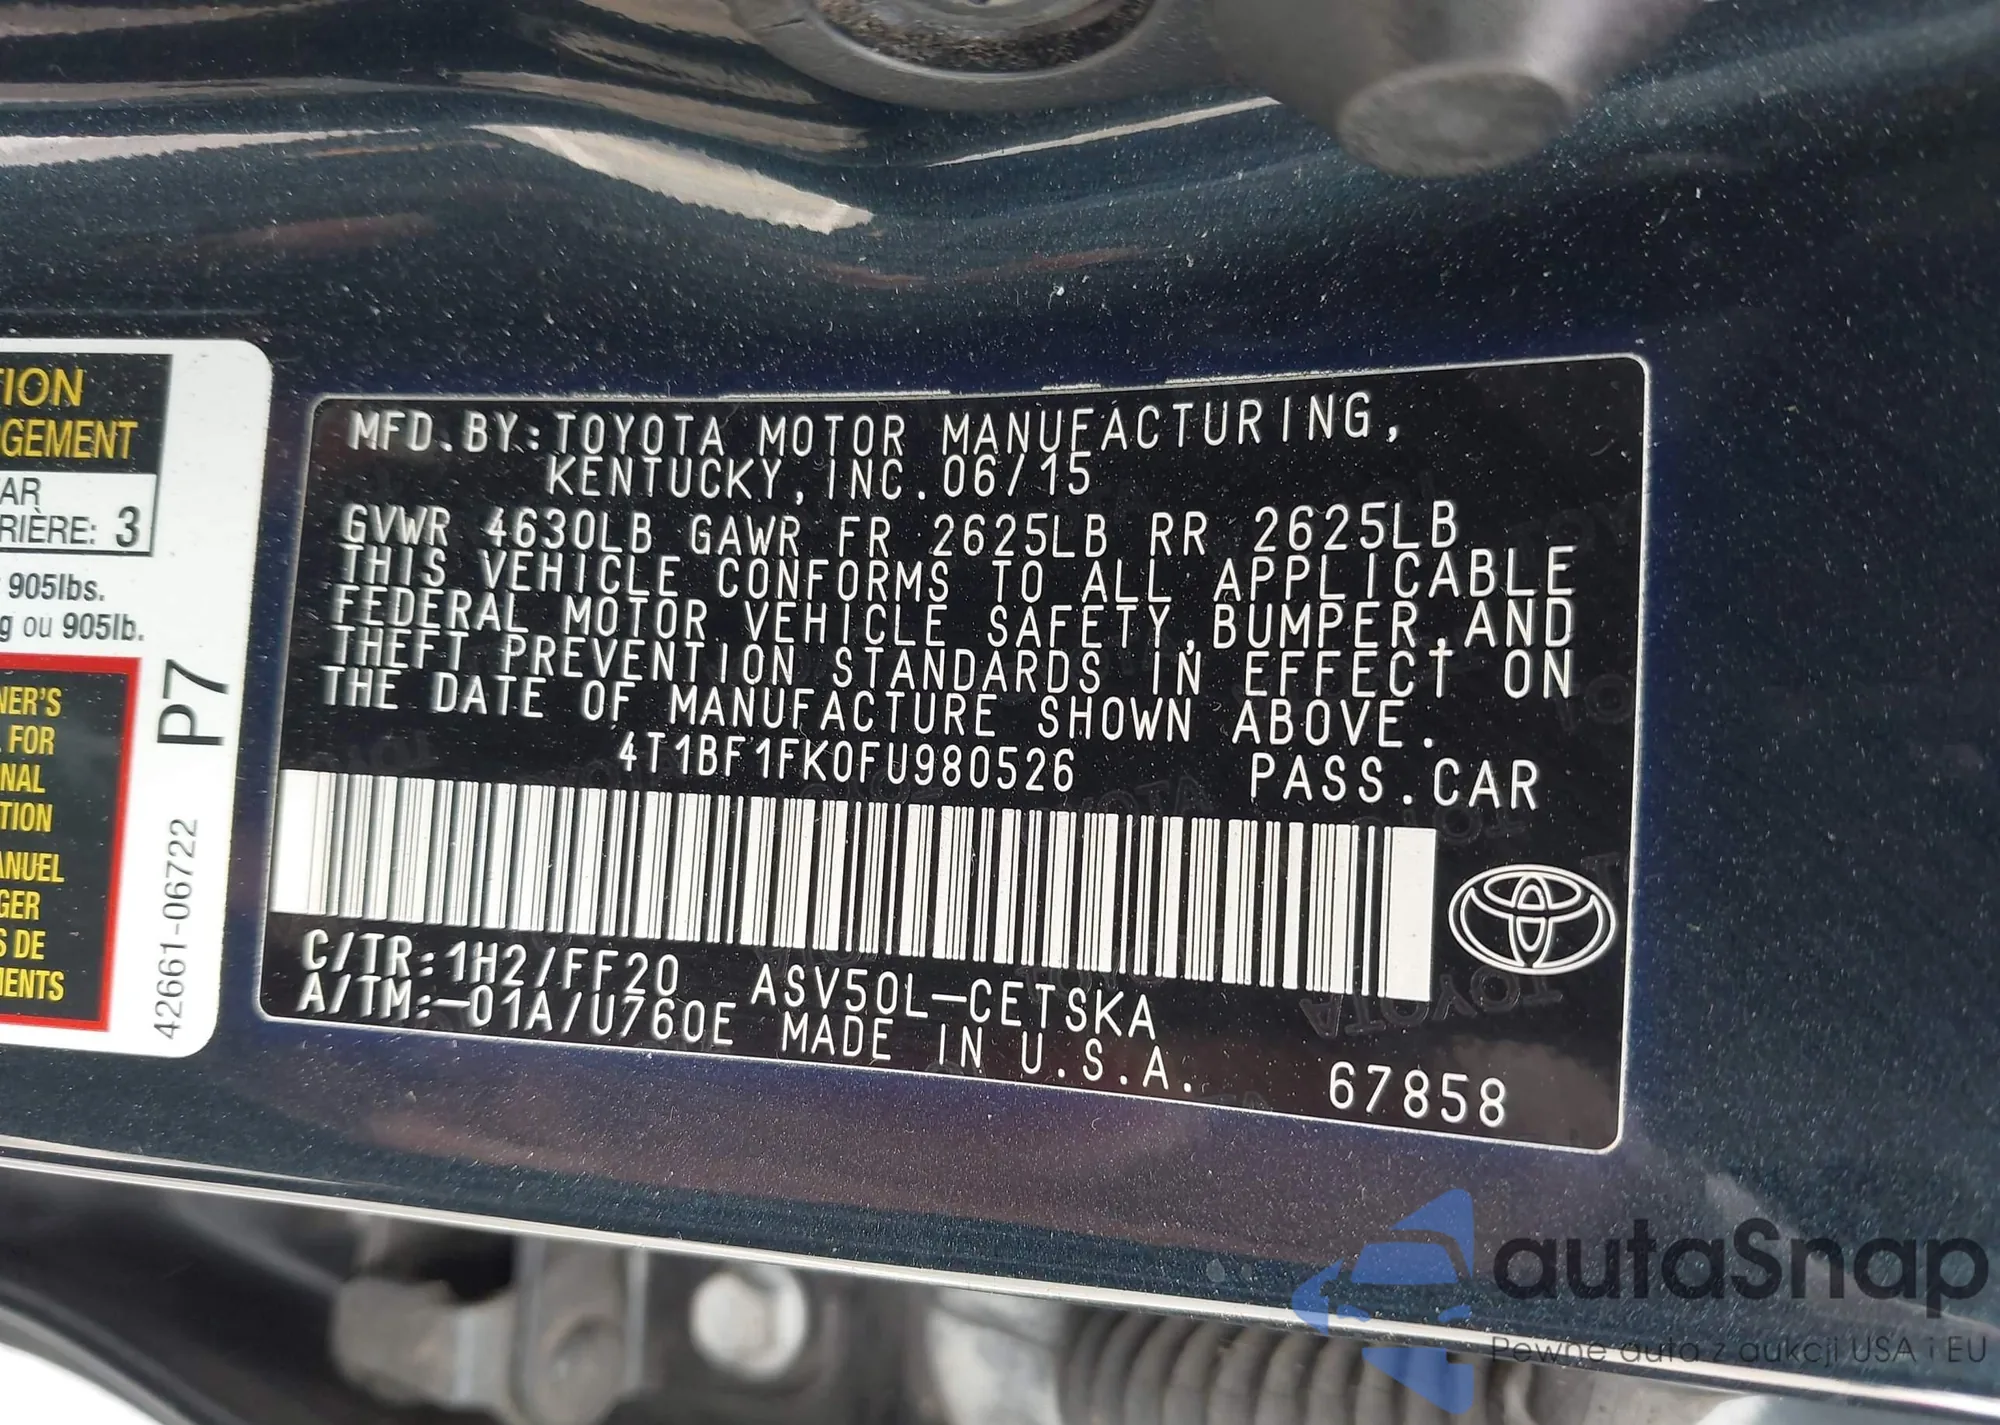 TION
GEMENT
AR
RIÈRE: 3
905lbs.
g ou 905lb.
NER'S
FOR
NAL
TION
ANUEL
GER
S DE
MENTS
P7
42661-06722
MFD.BY:TOYOTA MOTOR MANUFACTURING,
KENTUCKY,INC.06/15
GVWR 4630LB GAWR FR 2625LB RR 2625LB
THIS VEHICLE CONFORMS TO ALL APPLICABLE
FEDERAL MOTOR VEHICLE SAFETY,BUMPER,AND
THEFT PREVENTION STANDARDS IN EFFECT ON
THE DATE OF MANUFACTURE SHOWN ABOVE.
4T1BF1FK0FU980526 PASS.CAR
C/TR:1H2/FF20 ASV50L-CETSKA
A/TM:-01A/U760E MADE IN U.S.A.
67858
autaSnap
Pewne auta z aukcji USA i EU